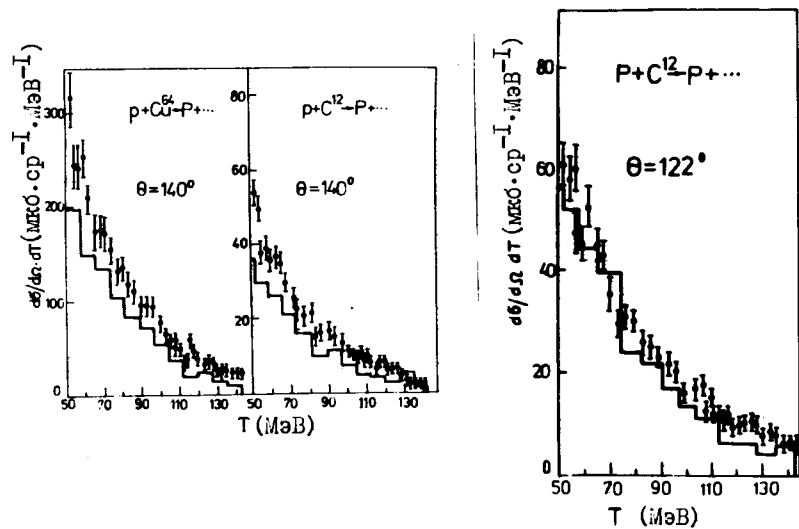 dσ/dΩ·dT (мкб·ср⁻¹·МэВ⁻¹)
300
200
100
0
p+Cu⁶⁴→P+···
θ=140°
50 70 90 110 130
80
60
40
20
p+C¹²→P+···
θ=140°
50 70 90 110 130
T (МэВ)
dσ/dΩ dT (мкб·ср⁻¹·МэВ⁻¹)
80
60
40
20
0
P+C¹²→P+···
θ=122°
50 70 90 110 130
T (МэВ)